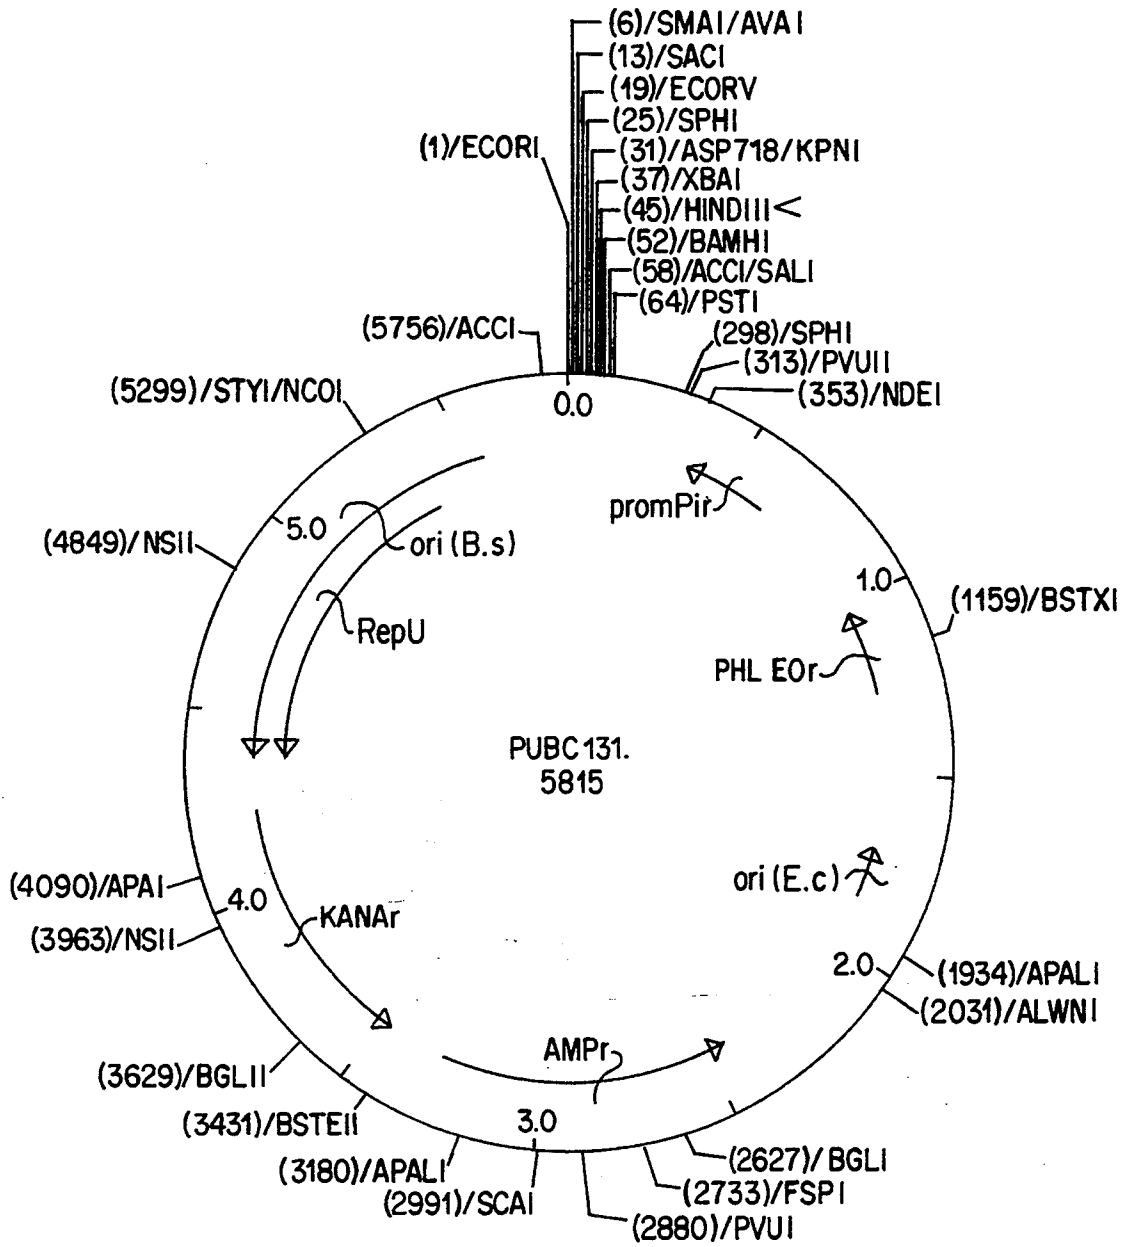 (6)/SMAI/AVAI
(13)/SACI
(19)/ECORV
(25)/SPHI
(1)/ECORI
(31)/ASP718/KPNI
(37)/XBAI
(45)/HINDIII<
(52)/BAMHI
(58)/ACCI/SALI
(64)/PSTI
(5756)/ACCI
(298)/SPHI
(313)/PVUII
(353)/NDEI
(5299)/STYI/NCOI
0.0
promPir
5.0
ori (B.s)
(4849)/NSII
1.0
(1159)/BSTXI
RepU
PHL EOr
PUBC 131.
5815
ori (E.c)
(4090)/APAI
4.0
KANAr
(3963)/NSII
2.0
(1934)/APALI
(2031)/ALWNI
AMPr
(3629)/BGLII
(3431)/BSTEII
3.0
(3180)/APALI
(2991)/SCAI
(2627)/BGLI
(2733)/FSPI
(2880)/PVUI